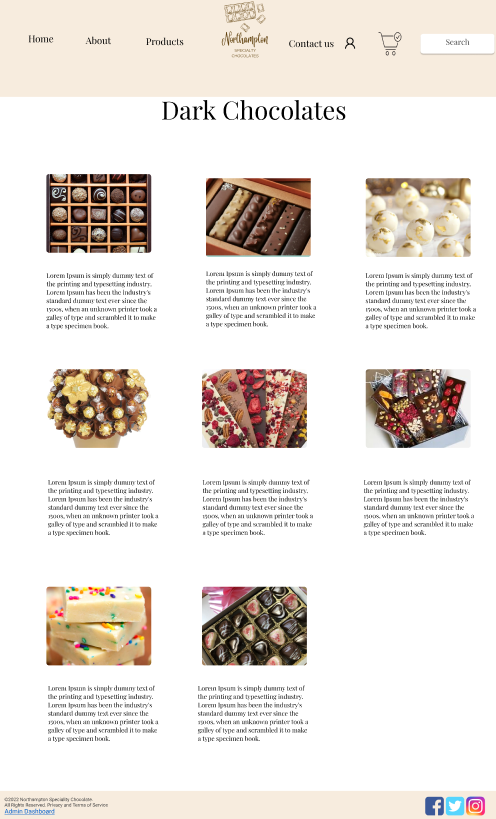 Home
About
Products
Northampton
SPECIALTY
CHOCOLATES
Contact us
Search
Dark Chocolates
Lorem Ipsum is simply dummy text of
the printing and typesetting industry.
Lorem Ipsum has been the industry's
standard dummy text ever since the
1500s, when an unknown printer took a
galley of type and scrambled it to make
a type specimen book.
Lorem Ipsum is simply dummy text of
the printing and typesetting industry.
Lorem Ipsum has been the industry's
standard dummy text ever since the
1500s, when an unknown printer took a
galley of type and scrambled it to make
a type specimen book.
Lorem Ipsum is simply dummy text of
the printing and typesetting industry.
Lorem Ipsum has been the industry's
standard dummy text ever since the
1500s, when an unknown printer took a
galley of type and scrambled it to make
a type specimen book.
Lorem Ipsum is simply dummy text of
the printing and typesetting industry.
Lorem Ipsum has been the industry's
standard dummy text ever since the
1500s, when an unknown printer took a
galley of type and scrambled it to make
a type specimen book.
Lorem Ipsum is simply dummy text of
the printing and typesetting industry.
Lorem Ipsum has been the industry's
standard dummy text ever since the
1500s, when an unknown printer took a
galley of type and scrambled it to make
a type specimen book.
Lorem Ipsum is simply dummy text of
the printing and typesetting industry.
Lorem Ipsum has been the industry's
standard dummy text ever since the
1500s, when an unknown printer took a
galley of type and scrambled it to make
a type specimen book.
Lorem Ipsum is simply dummy text of
the printing and typesetting industry.
Lorem Ipsum has been the industry's
standard dummy text ever since the
1500s, when an unknown printer took a
galley of type and scrambled it to make
a type specimen book.
Lorem Ipsum is simply dummy text of
the printing and typesetting industry.
Lorem Ipsum has been the industry's
standard dummy text ever since the
1500s, when an unknown printer took a
galley of type and scrambled it to make
a type specimen book.
©2022 Northampton Speciality Chocolate.
All Rights Reserved. Privacy and Terms of Service
Admin Dashboard